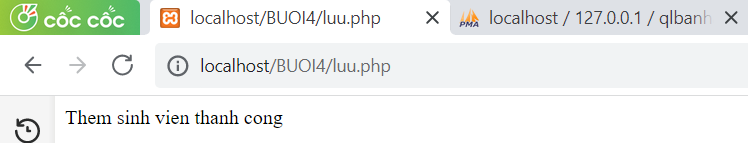 cốc cốc localhost/BUOI4/luu.php PMA localhost / 127.0.0.1 / qlbanh
localhost/BUOI4/luu.php
Them sinh vien thanh cong